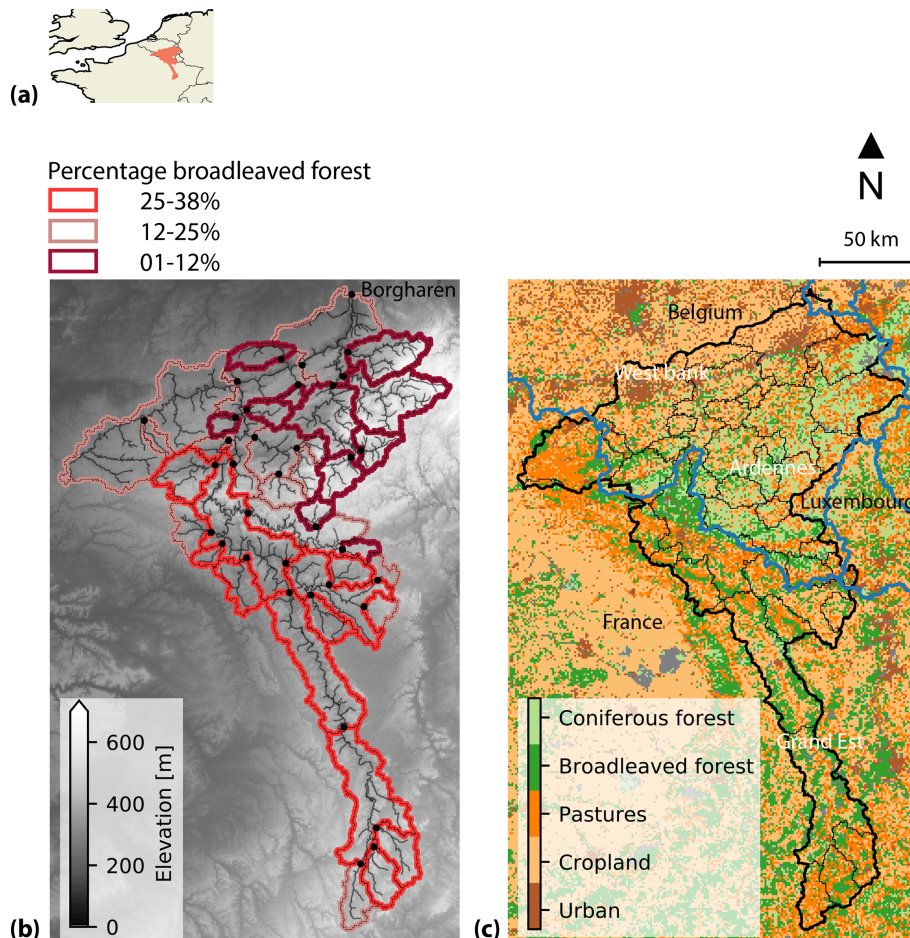 (a)
Percentage broadleaved forest
25-38%
12-25%
01-12%
N
50 km
Borgharen
Belgium
West bank
Ardennes
Luxembourg
France
Grand Est
600
400
200
0
Elevation [m]
Coniferous forest
Broadleaved forest
Pastures
Cropland
Urban
(b)
(c)